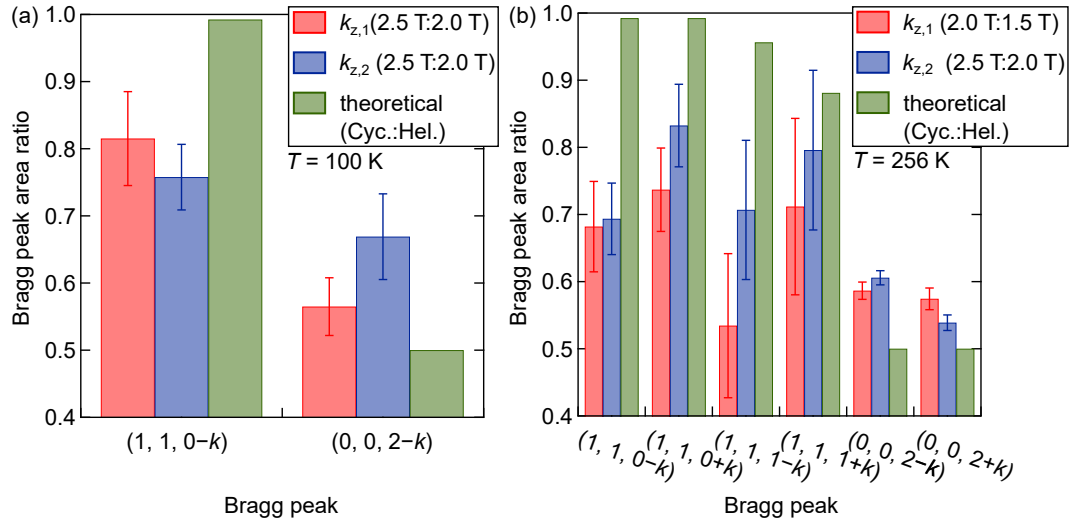 (a)
k_z,1 (2.5 T:2.0 T)
k_z,2 (2.5 T:2.0 T)
theoretical
(Cyc.:Hel.)
T = 100 K
Bragg peak area ratio
1.0
0.9
0.8
0.7
0.6
0.5
0.4
(1, 1, 0−k)
(0, 0, 2−k)
Bragg peak
(b)
k_z,1 (2.0 T:1.5 T)
k_z,2 (2.5 T:2.0 T)
theoretical
(Cyc.:Hel.)
T = 256 K
Bragg peak area ratio
1.0
0.9
0.8
0.7
0.6
0.5
0.4
(1, 1, 0−k)
(1, 1, 0+k)
(1, 1, 1−k)
(1, 1, 1+k)
(0, 0, 2−k)
(0, 0, 2+k)
Bragg peak